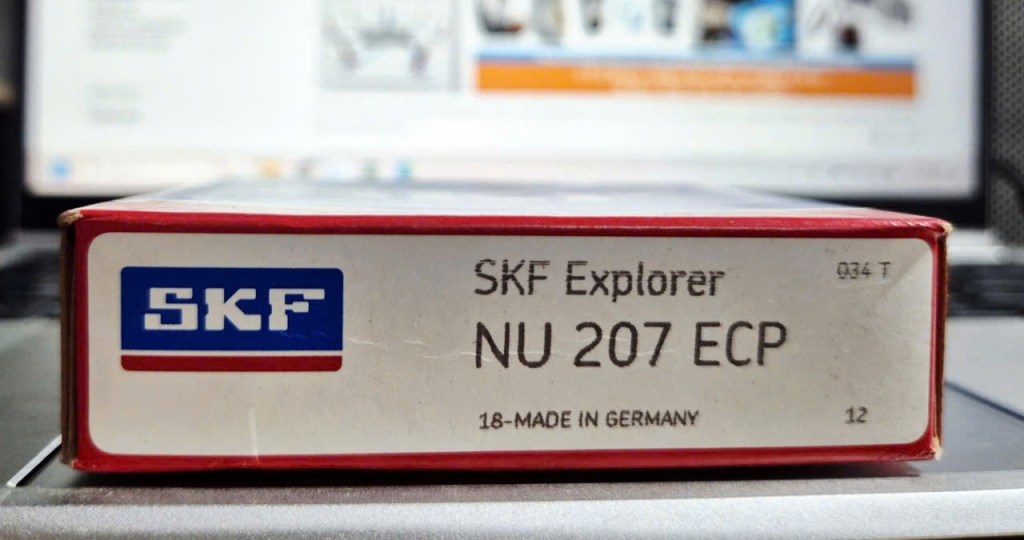 SKF
SKF Explorer
034 T
NU 207 ECP
18-MADE IN GERMANY
12